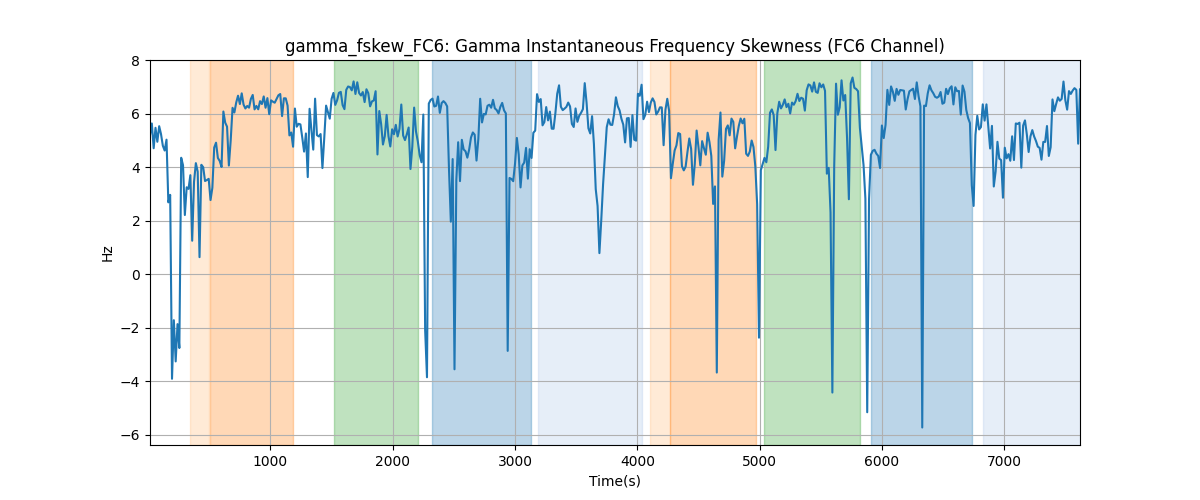 gamma_fskew_FC6: Gamma Instantaneous Frequency Skewness (FC6 Channel)
8
6
4
2
0
−2
−4
−6
Hz
1000 2000 3000 4000 5000 6000 7000
Time(s)